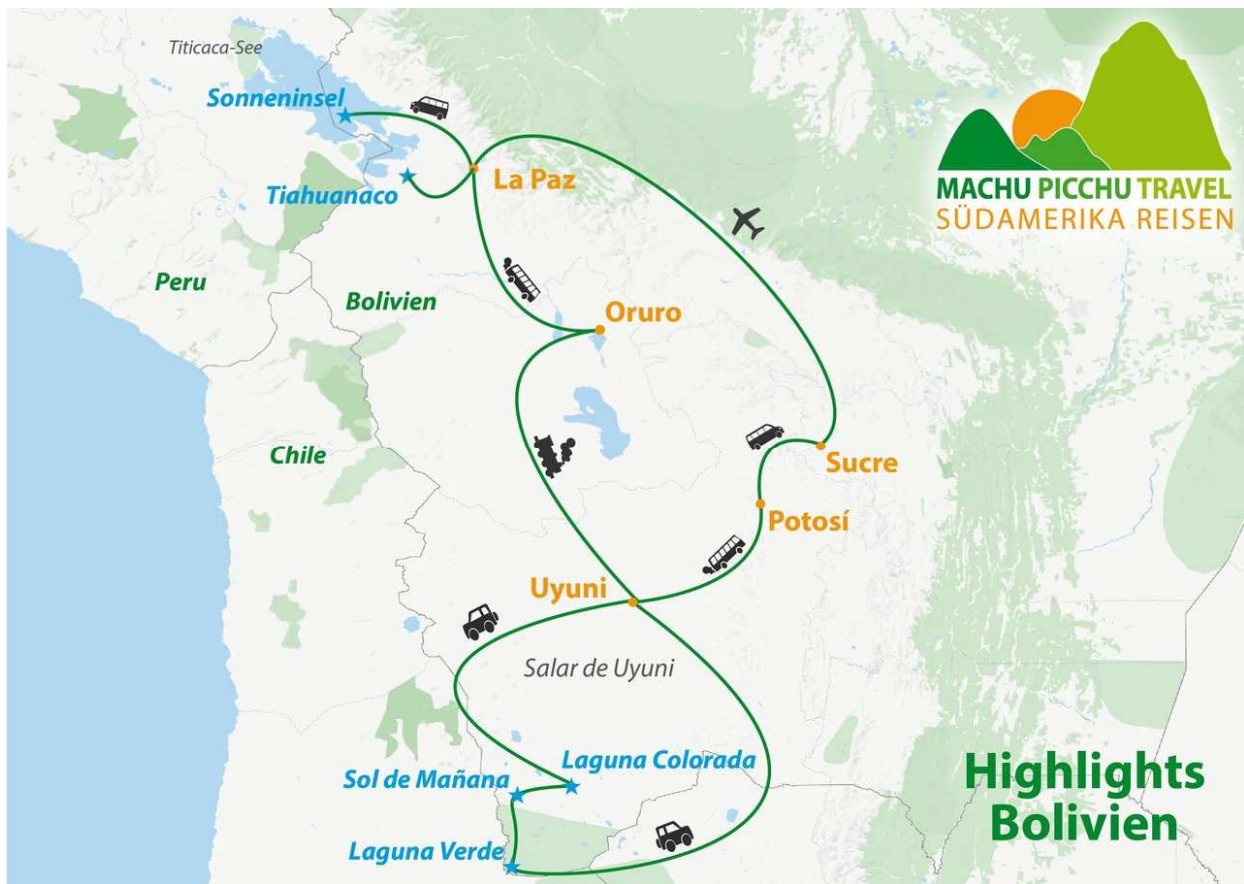 Titicaca-See
Sonneninsel
Tiahuanaco
La Paz
MACHU PICCHU TRAVEL
SÜDAMERIKA REISEN
Peru
Bolivien
Oruro
Chile
Sucre
Potosí
Uyuni
Salar de Uyuni
Laguna Colorada
Sol de Mañana
Laguna Verde
Highlights
Bolivien